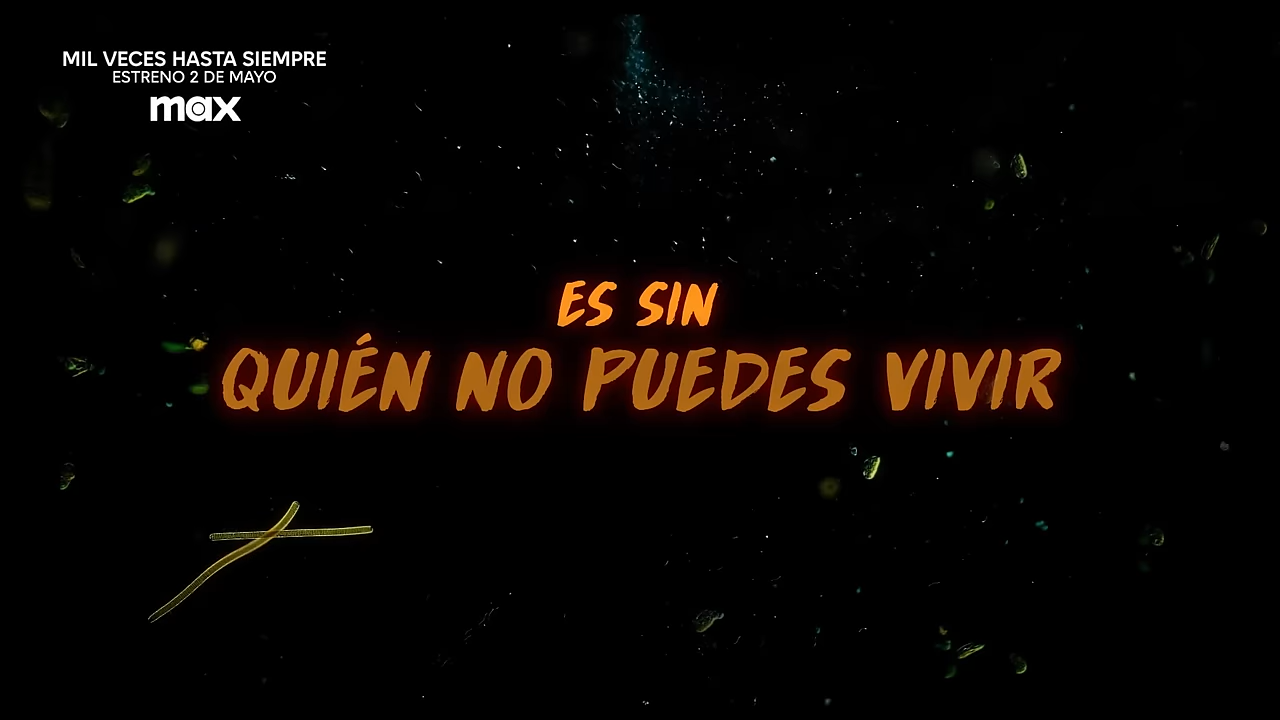 MIL VECES HASTA SIEMPRE
ESTRENO 2 DE MAYO
max
ES SIN
QUIÉN NO PUEDES VIVIR